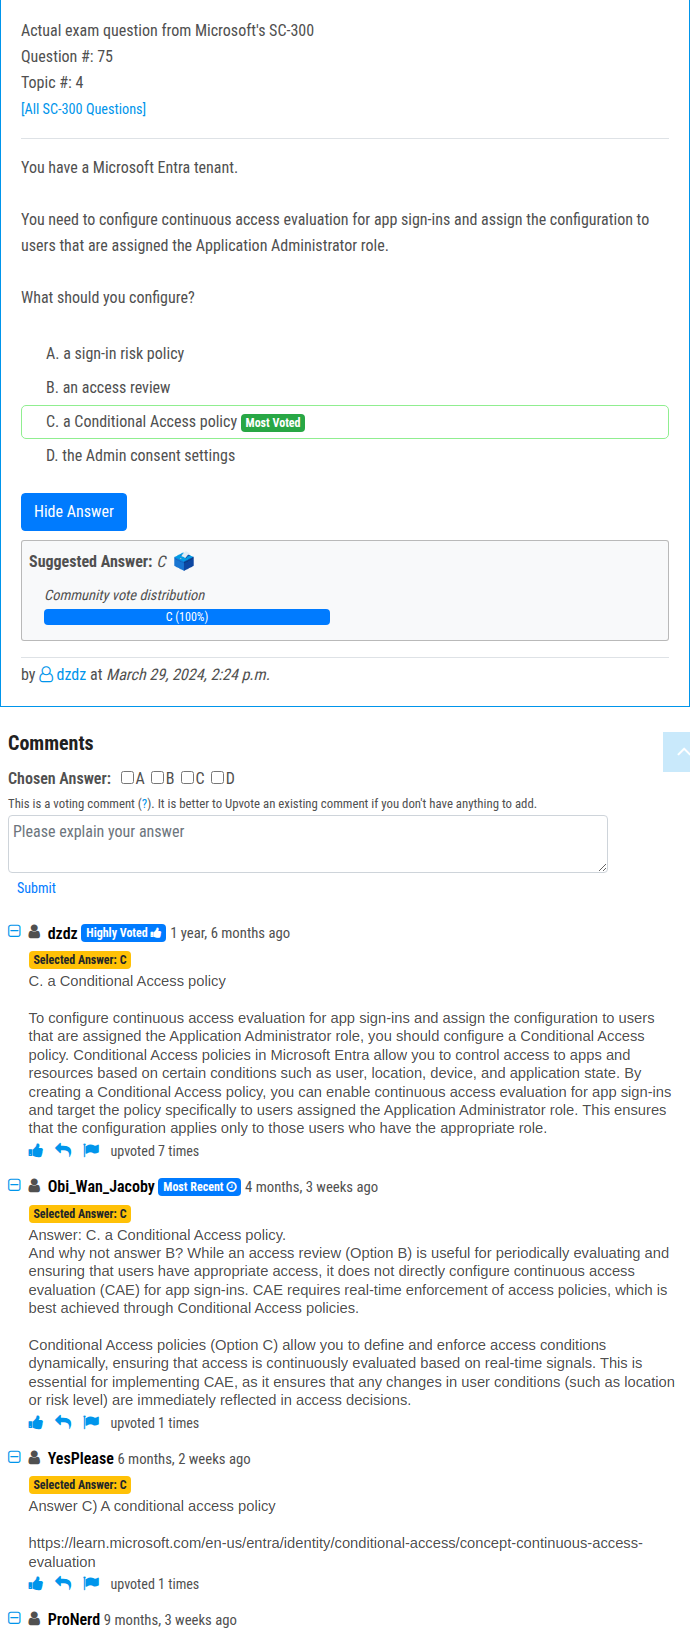 Actual exam question from Microsoft's SC-300
Question #: 75
Topic #: 4
[All SC-300 Questions]
You have a Microsoft Entra tenant.
You need to configure continuous access evaluation for app sign-ins and assign the configuration to
users that are assigned the Application Administrator role.
What should you configure?
A. a sign-in risk policy
B. an access review
C. a Conditional Access policy Most Voted
D. the Admin consent settings
Hide Answer
Suggested Answer: C
Community vote distribution
C (100%)
by dzdz at March 29, 2024, 2:24 p.m.
Comments
Chosen Answer: A B C D
This is a voting comment (?). It is better to Upvote an existing comment if you don't have anything to add.
Please explain your answer
Submit
dzdz Highly Voted 1 year, 6 months ago
Selected Answer: C
C. a Conditional Access policy
To configure continuous access evaluation for app sign-ins and assign the configuration to users
that are assigned the Application Administrator role, you should configure a Conditional Access
policy. Conditional Access policies in Microsoft Entra allow you to control access to apps and
resources based on certain conditions such as user, location, device, and application state. By
creating a Conditional Access policy, you can enable continuous access evaluation for app sign-ins
and target the policy specifically to users assigned the Application Administrator role. This ensures
that the configuration applies only to those users who have the appropriate role.
upvoted 7 times
Obi_Wan_Jacoby Most Recent 4 months, 3 weeks ago
Selected Answer: C
Answer: C. a Conditional Access policy.
And why not answer B? While an access review (Option B) is useful for periodically evaluating and
ensuring that users have appropriate access, it does not directly configure continuous access
evaluation (CAE) for app sign-ins. CAE requires real-time enforcement of access policies, which is
best achieved through Conditional Access policies.
Conditional Access policies (Option C) allow you to define and enforce access conditions
dynamically, ensuring that access is continuously evaluated based on real-time signals. This is
essential for implementing CAE, as it ensures that any changes in user conditions (such as location
or risk level) are immediately reflected in access decisions.
upvoted 1 times
YesPlease 6 months, 2 weeks ago
Selected Answer: C
Answer C) A conditional access policy
https://learn.microsoft.com/en-us/entra/identity/conditional-access/concept-continuous-access-
evaluation
upvoted 1 times
ProNerd 9 months, 3 weeks ago